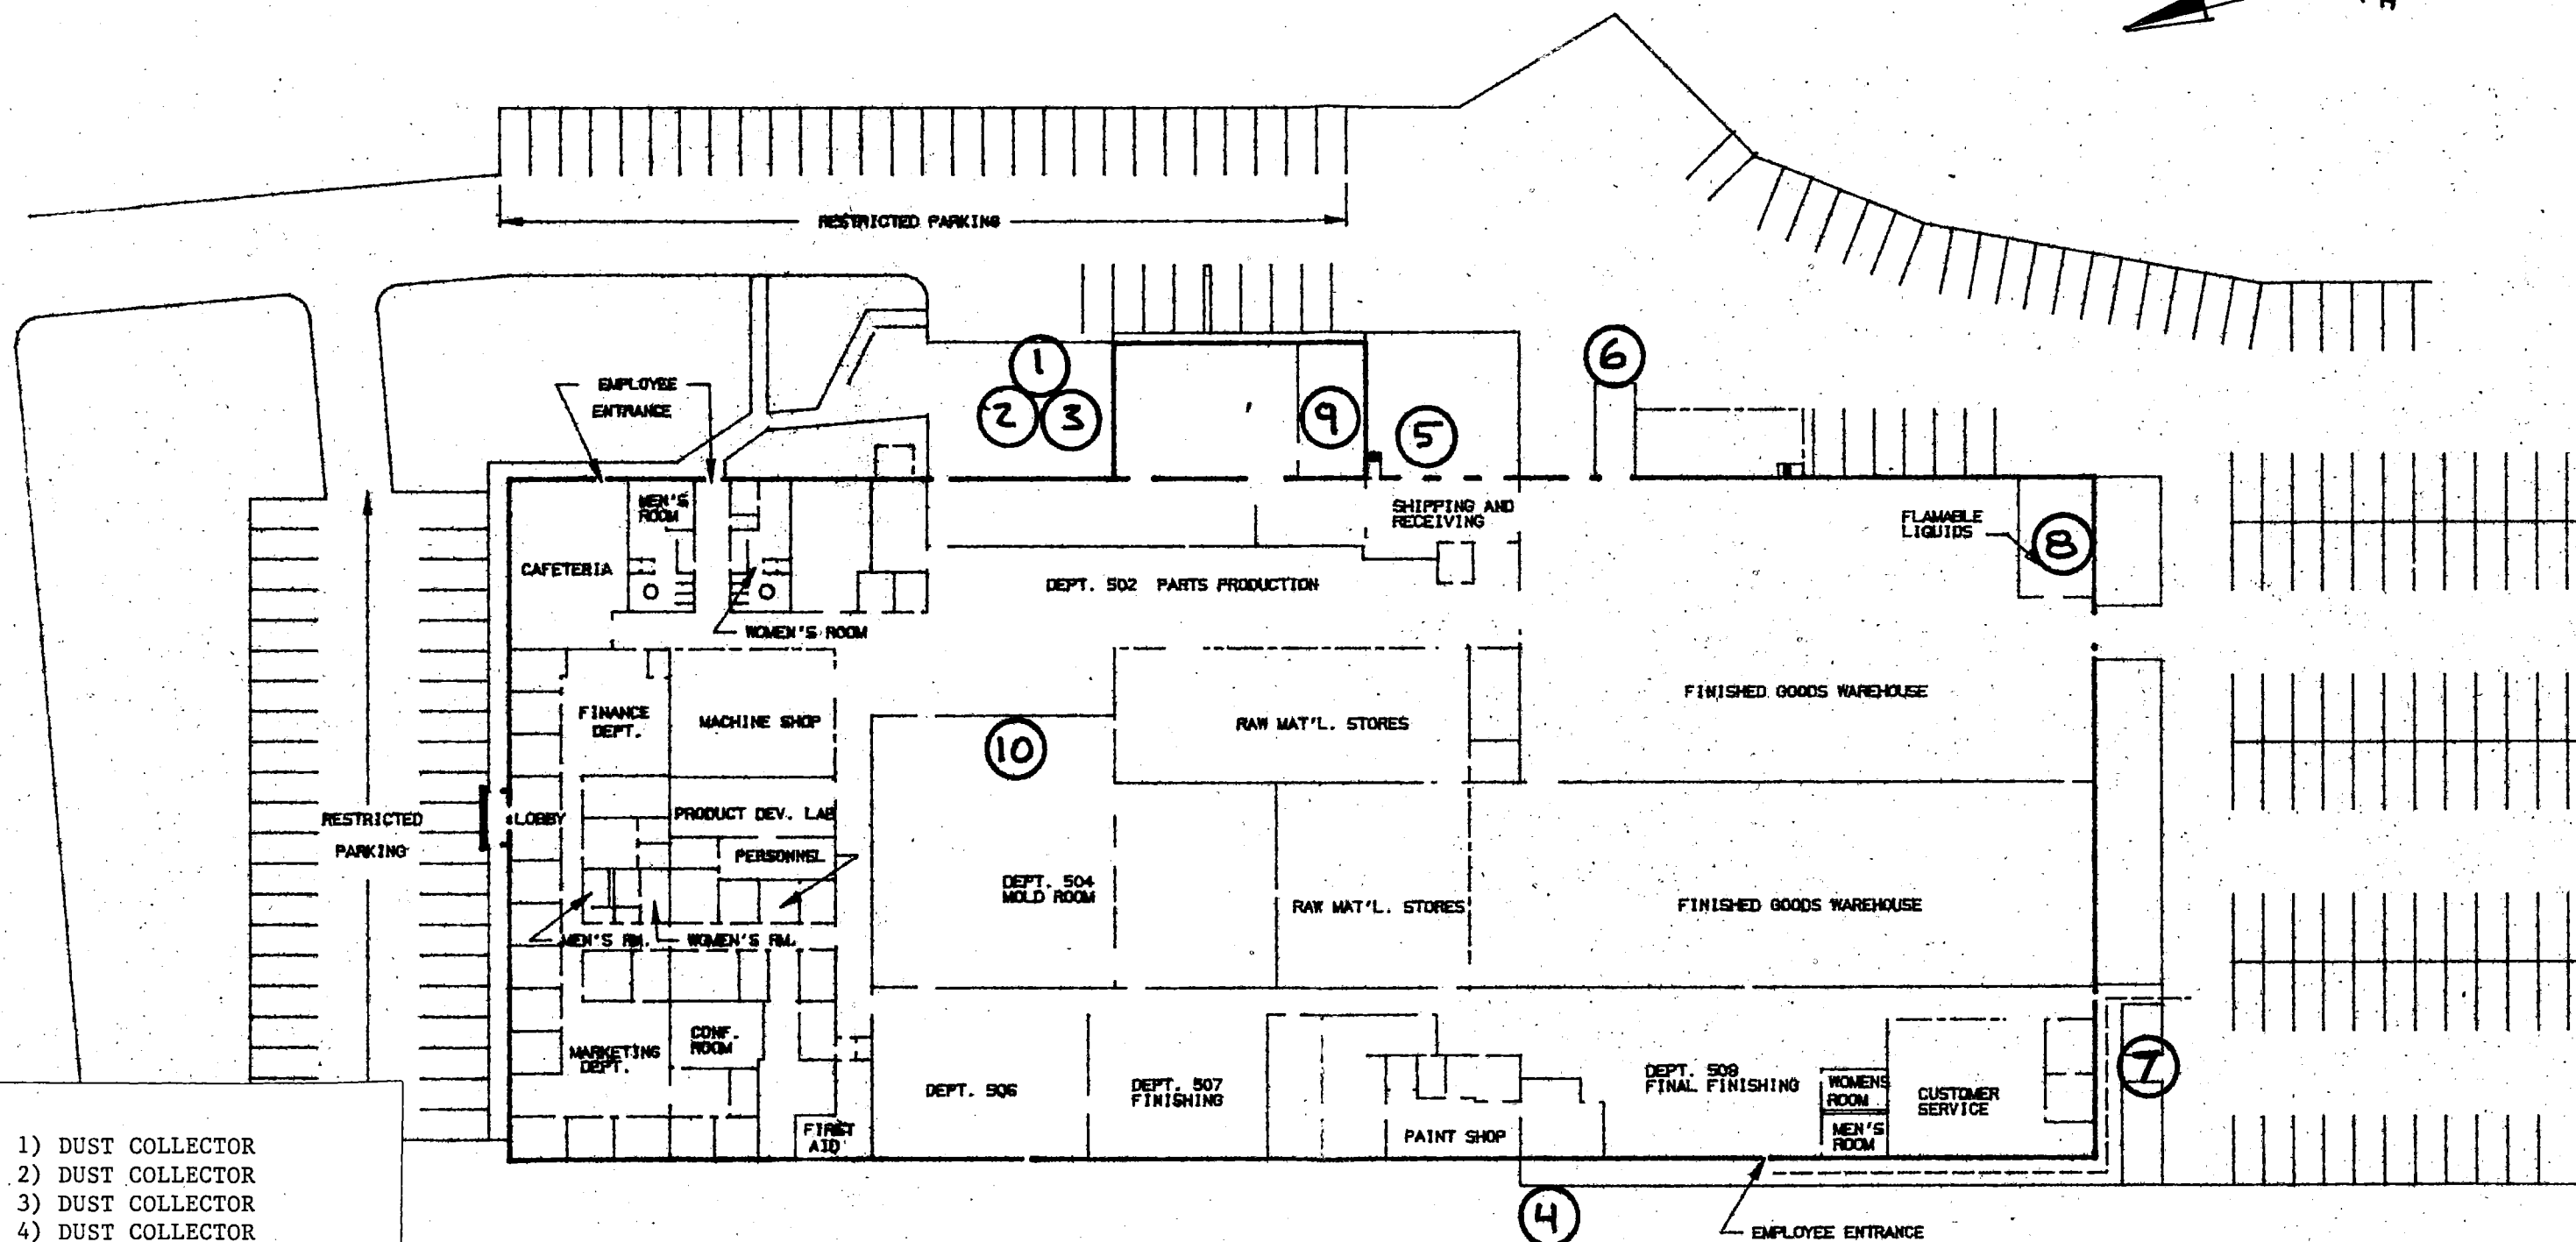 H
RESTRICTED PARKING
EMPLOYEE
ENTRANCE
1
2
3
9
5
6
MEN'S
ROOM
CAFETERIA
WOMEN'S ROOM
SHIPPING AND
RECEIVING
FLAMABLE
LIQUIDS
8
DEPT. 502 PARTS PRODUCTION
FINANCE
DEPT.
MACHINE SHOP
10
RAW MAT'L. STORES
FINISHED GOODS WAREHOUSE
RESTRICTED
PARKING
LOBBY
PRODUCT DEV. LAB
PERSONNEL
DEPT. 504
MOLD ROOM
RAW MAT'L. STORES
FINISHED GOODS WAREHOUSE
MEN'S RM.
WOMEN'S RM.
MARKETING
DEPT.
CONF.
ROOM
FIRST
AID
DEPT. 506
DEPT. 507
FINISHING
PAINT SHOP
DEPT. 508
FINAL FINISHING
WOMENS
ROOM
MEN'S
ROOM
CUSTOMER
SERVICE
7
4
EMPLOYEE ENTRANCE
1) DUST COLLECTOR
2) DUST COLLECTOR
3) DUST COLLECTOR
4) DUST COLLECTOR